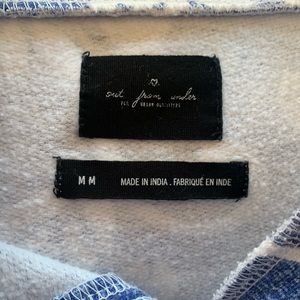 out from under
FOR URBAN OUTFITTERS
M M MADE IN INDIA . FABRIQUÉ EN INDE